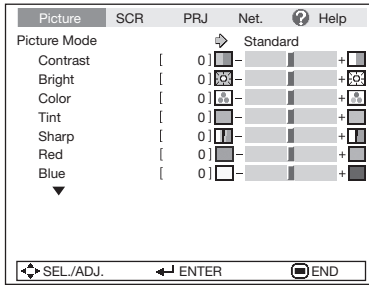 Picture SCR PRJ Net. ? Help
Picture Mode Standard
Contrast [ 0 ] - +
Bright [ 0 ] - +
Color [ 0 ] - +
Tint [ 0 ] - +
Sharp [ 0 ] - +
Red [ 0 ] - +
Blue [ 0 ] - +
SEL./ADJ. ENTER END